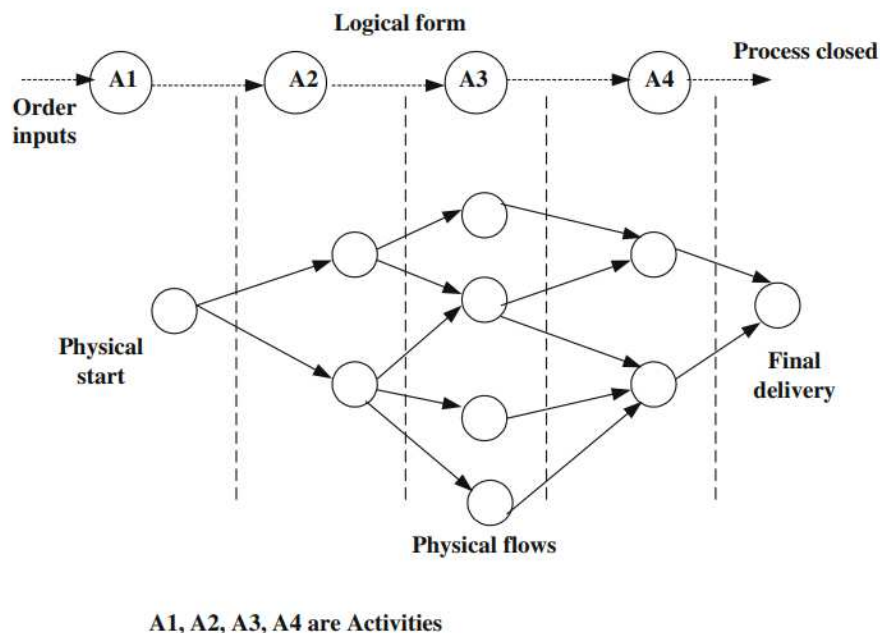 Logical form
Process closed
A1
A2
A3
A4
Order
inputs
Physical
start
Final
delivery
Physical flows
A1, A2, A3, A4 are Activities